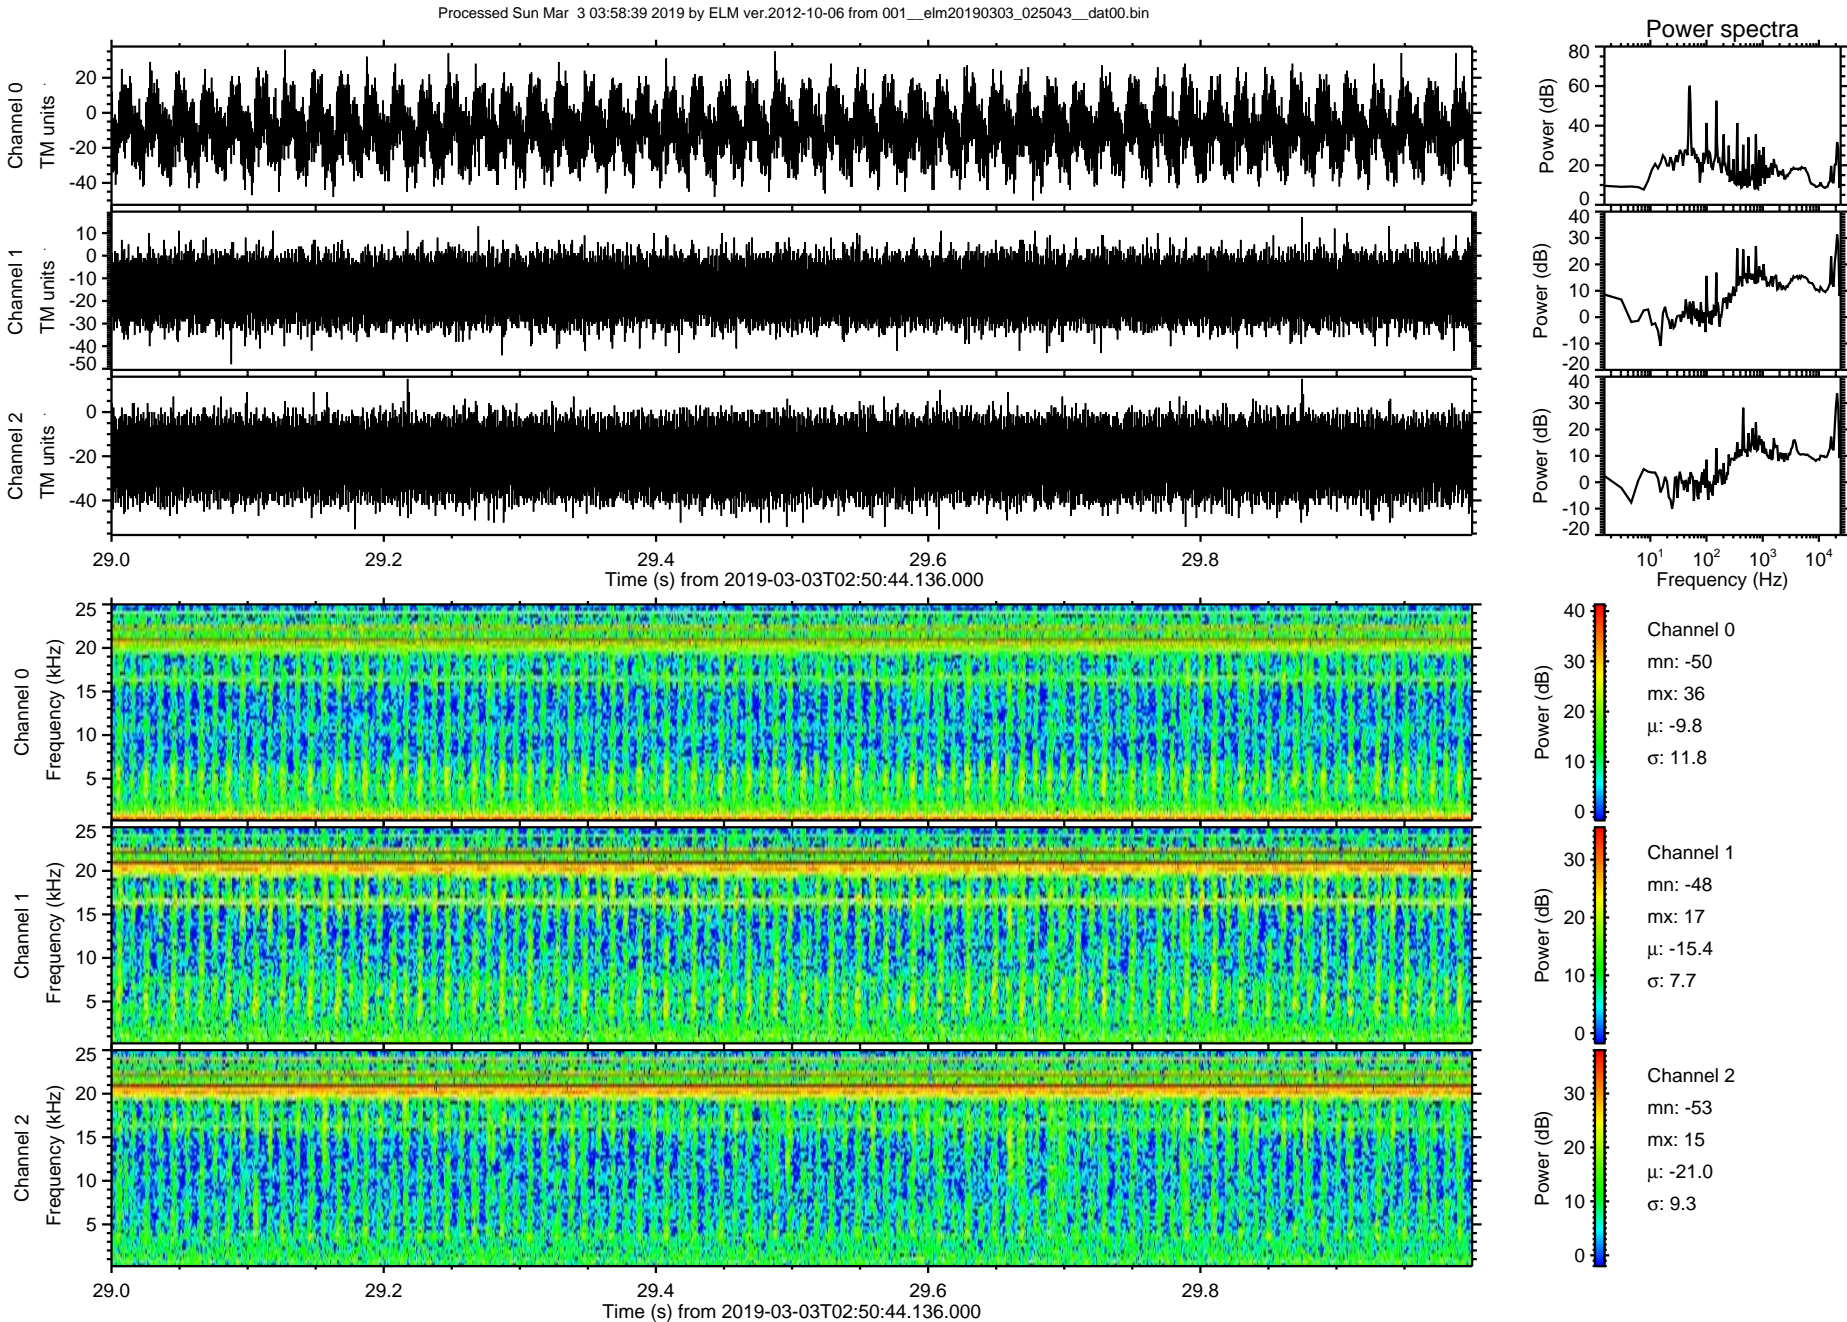 Processed Sun Mar  3 03:58:39 2019 by ELM ver.2012-10-06 from 001__elm20190303_025043__dat00.bin
Power spectra
Channel 0
TM units
20
0
-20
-40
Power (dB)
80
60
40
20
0
Channel 1
TM units
10
0
-10
-20
-30
-40
-50
Power (dB)
40
30
20
10
0
-10
-20
Channel 2
TM units
0
-20
-40
Power (dB)
40
30
20
10
0
-10
-20
29.0 29.2 29.4 29.6 29.8
Time (s) from 2019-03-03T02:50:44.136.000
10¹ 10² 10³ 10⁴
Frequency (Hz)
Channel 0
Frequency (kHz)
25
20
15
10
5
Power (dB)
40
30
20
10
0
Channel 0
mn: -50
mx: 36
μ: -9.8
σ: 11.8
Channel 1
Frequency (kHz)
25
20
15
10
5
Power (dB)
30
20
10
0
Channel 1
mn: -48
mx: 17
μ: -15.4
σ: 7.7
Channel 2
Frequency (kHz)
25
20
15
10
5
Power (dB)
30
20
10
0
Channel 2
mn: -53
mx: 15
μ: -21.0
σ: 9.3
29.0 29.2 29.4 29.6 29.8
Time (s) from 2019-03-03T02:50:44.136.000